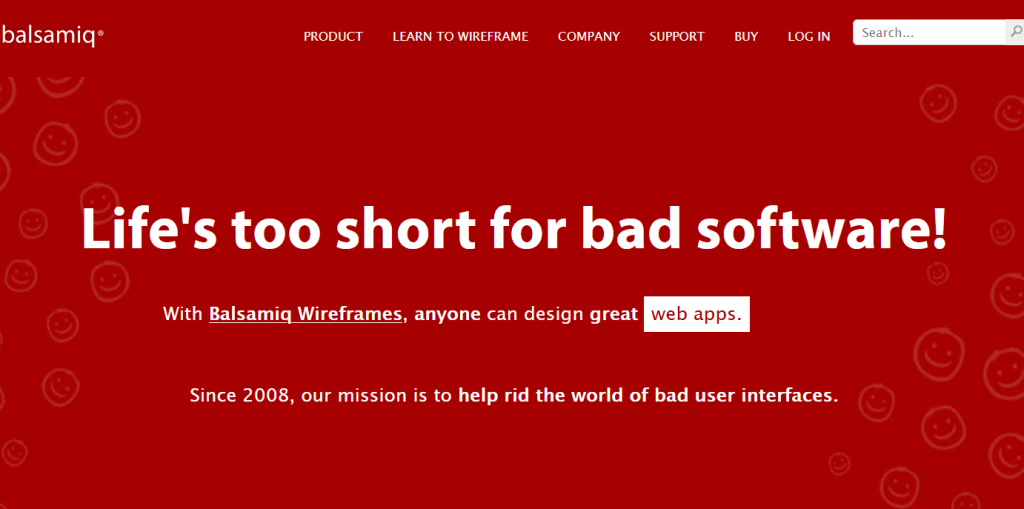 balsamiq®
PRODUCT LEARN TO WIREFRAME COMPANY SUPPORT BUY LOG IN Search...
Life's too short for bad software!
With Balsamiq Wireframes, anyone can design great web apps.
Since 2008, our mission is to help rid the world of bad user interfaces.